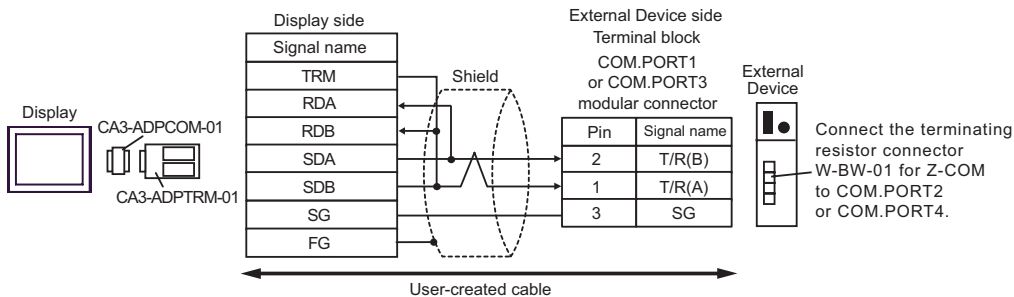 Display side
Signal name
TRM
RDA
RDB
SDA
SDB
SG
FG
Shield
External Device side
Terminal block
COM.PORT1
or COM.PORT3
modular connector
Pin Signal name
2 T/R(B)
1 T/R(A)
3 SG
External
Device
Display
CA3-ADPCOM-01
CA3-ADPTRM-01
Connect the terminating
resistor connector
W-BW-01 for Z-COM
to COM.PORT2
or COM.PORT4.
User-created cable